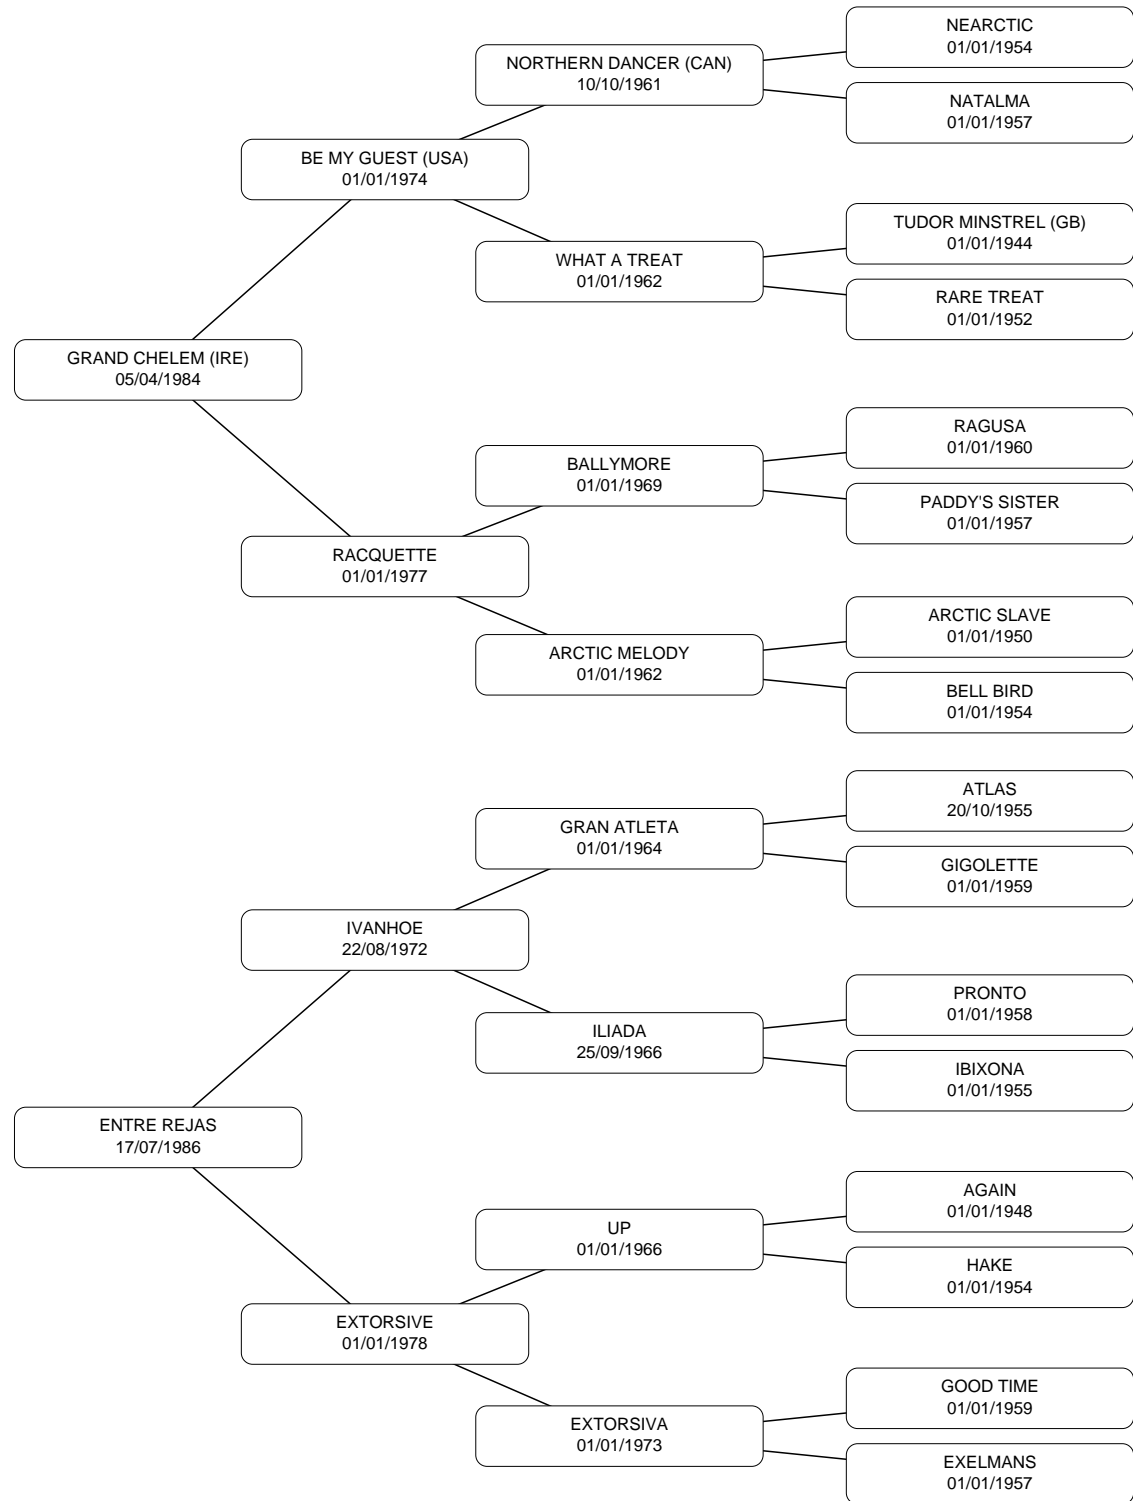 NEARCTIC
01/01/1954
NORTHERN DANCER (CAN)
10/10/1961
NATALMA
01/01/1957
BE MY GUEST (USA)
01/01/1974
TUDOR MINSTREL (GB)
01/01/1944
WHAT A TREAT
01/01/1962
RARE TREAT
01/01/1952
GRAND CHELEM (IRE)
05/04/1984
RAGUSA
01/01/1960
BALLYMORE
01/01/1969
PADDY'S SISTER
01/01/1957
RACQUETTE
01/01/1977
ARCTIC SLAVE
01/01/1950
ARCTIC MELODY
01/01/1962
BELL BIRD
01/01/1954
ATLAS
20/10/1955
GRAN ATLETA
01/01/1964
GIGOLETTE
01/01/1959
IVANHOE
22/08/1972
PRONTO
01/01/1958
ILIADA
25/09/1966
IBIXONA
01/01/1955
ENTRE REJAS
17/07/1986
AGAIN
01/01/1948
UP
01/01/1966
HAKE
01/01/1954
EXTORSIVE
01/01/1978
GOOD TIME
01/01/1959
EXTORSIVA
01/01/1973
EXELMANS
01/01/1957